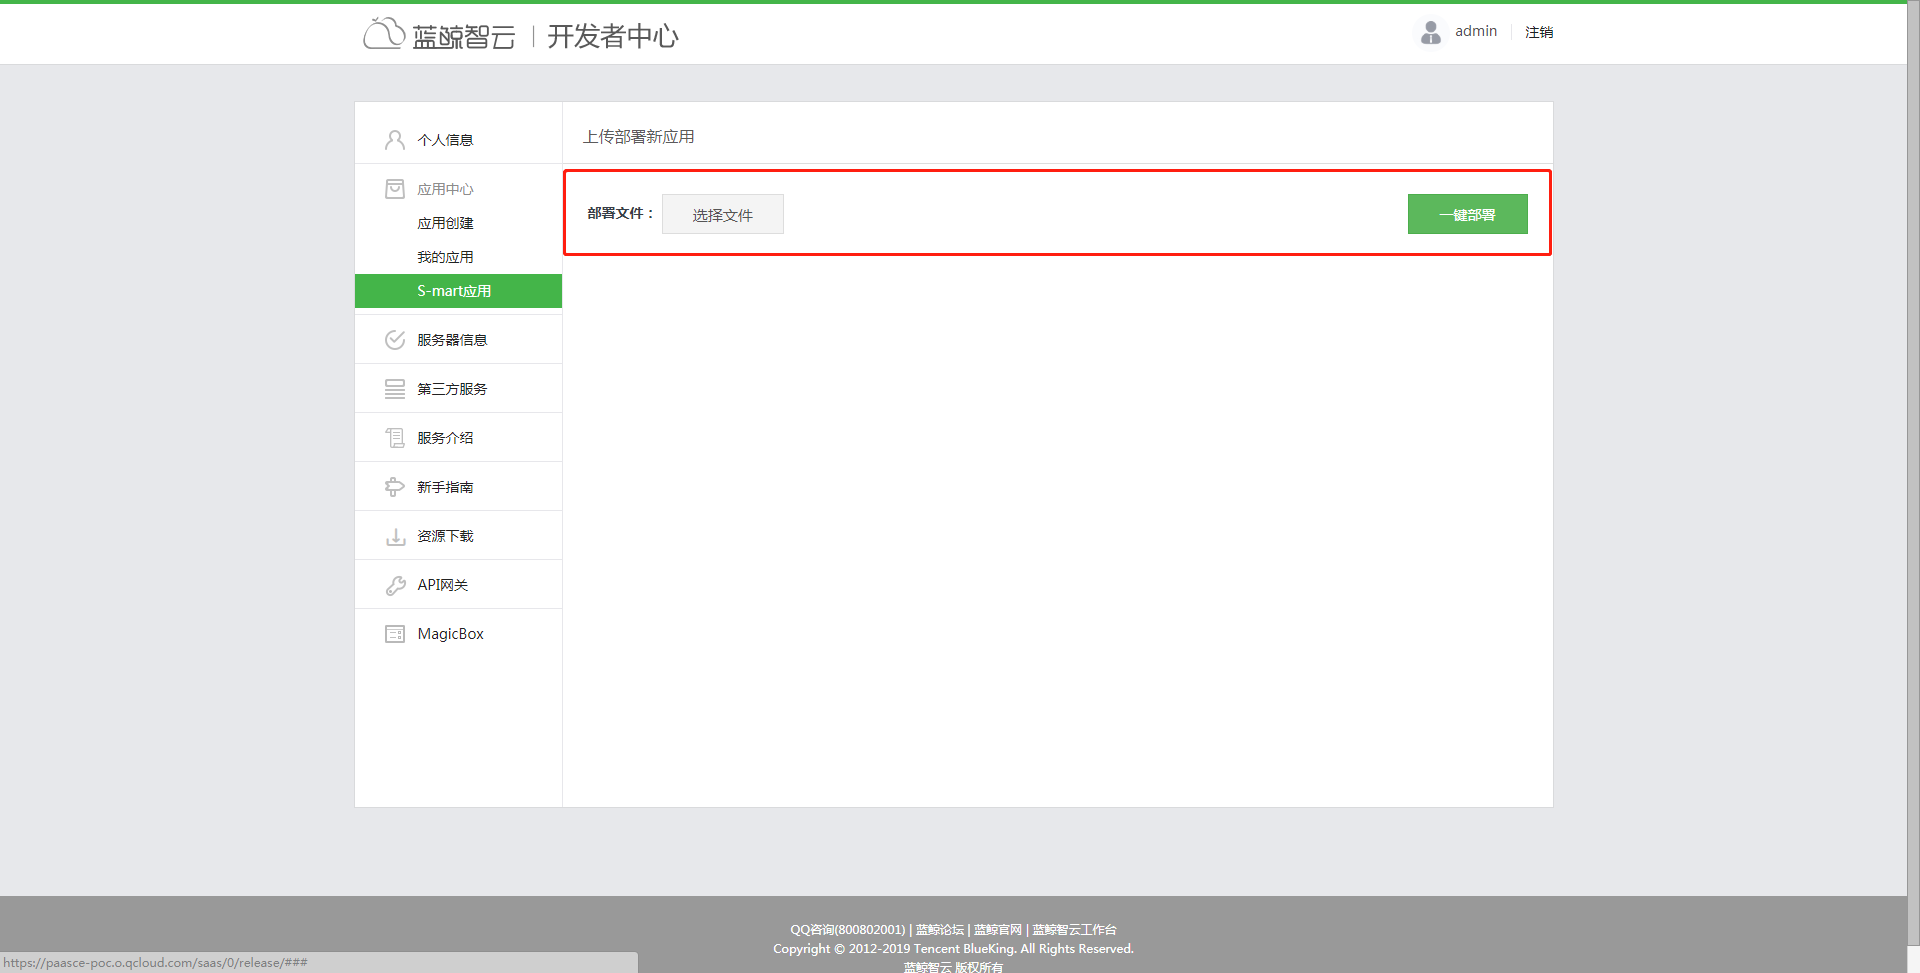 蓝鲸智云 | 开发者中心
admin
注销
个人信息
应用中心
应用创建
我的应用
S-mart应用
服务器信息
第三方服务
服务介绍
新手指南
资源下载
API网关
MagicBox
上传部署新应用
部署文件：
选择文件
一键部署
QQ咨询(800802001) | 蓝鲸论坛 | 蓝鲸官网 | 蓝鲸智云工作台
Copyright © 2012-2019 Tencent BlueKing. All Rights Reserved.
蓝鲸智云 版权所有
https://paasce-poc.o.qcloud.com/saas/0/release/###